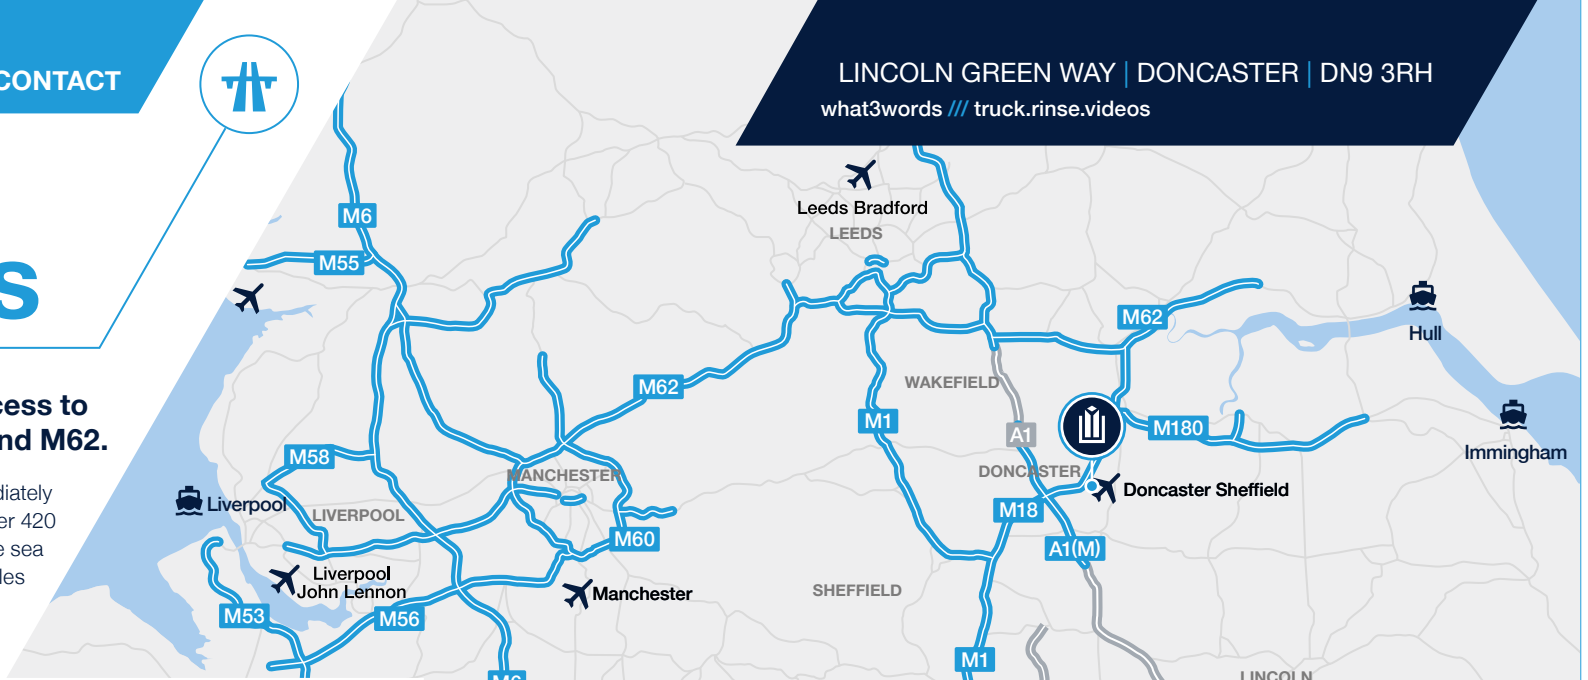 CONTACT
LINCOLN GREEN WAY | DONCASTER | DN9 3RH
what3words /// truck.rinse.videos
s
cess to
nd M62.
diately
er 420
e sea
les
M6
M55
Leeds Bradford
LEEDS
M62
Hull
WAKEFIELD
M62
M1
A1
M180
Immingham
M58
MANCHESTER
DONCASTER
Doncaster Sheffield
Liverpool
LIVERPOOL
M18
M60
A1(M)
Liverpool
John Lennon
Manchester
SHEFFIELD
M53
M56
M1
M6
LINCOLN